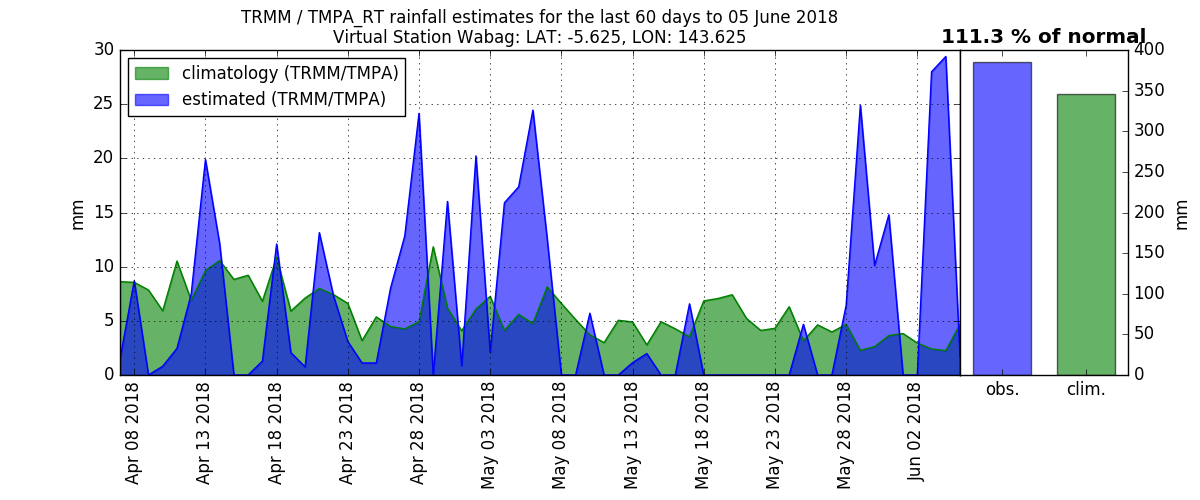 TRMM / TMPA_RT rainfall estimates for the last 60 days to 05 June 2018
Virtual Station Wabag: LAT: -5.625, LON: 143.625
111.3 % of normal
climatology (TRMM/TMPA)
estimated (TRMM/TMPA)
mm
30
25
20
15
10
5
0
Apr 08 2018
Apr 13 2018
Apr 18 2018
Apr 23 2018
Apr 28 2018
May 03 2018
May 08 2018
May 13 2018
May 18 2018
May 23 2018
May 28 2018
Jun 02 2018
obs.
clim.
400
350
300
250
200
150
100
50
0
mm